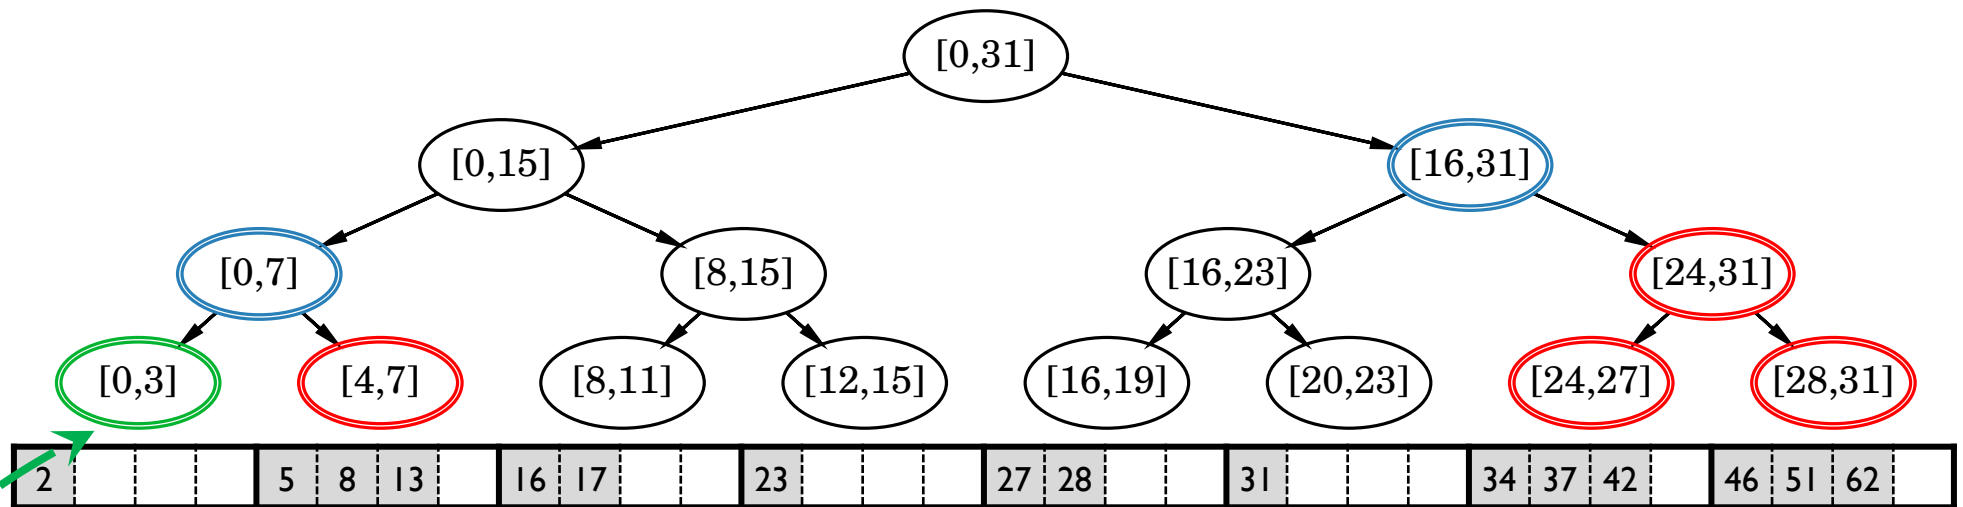 [0,31]
[0,15] [16,31]
[0,7] [8,15] [16,23] [24,31]
[0,3] [4,7] [8,11] [12,15] [16,19] [20,23] [24,27] [28,31]
2 5 8 13 16 17 23 27 28 31 34 37 42 46 51 62